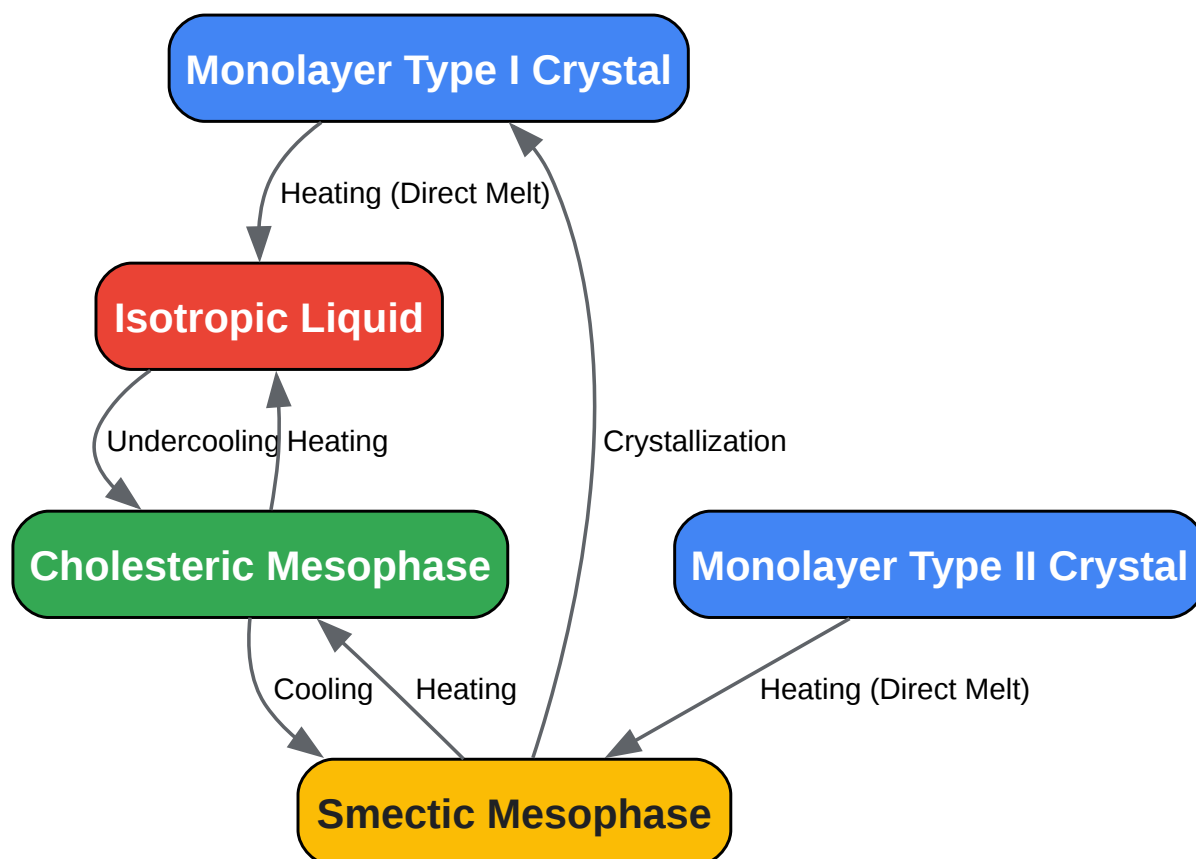 Monolayer Type I Crystal
Heating (Direct Melt)
Isotropic Liquid
Undercooling
Heating
Crystallization
Cholesteric Mesophase
Monolayer Type II Crystal
Cooling
Heating
Heating (Direct Melt)
Smectic Mesophase